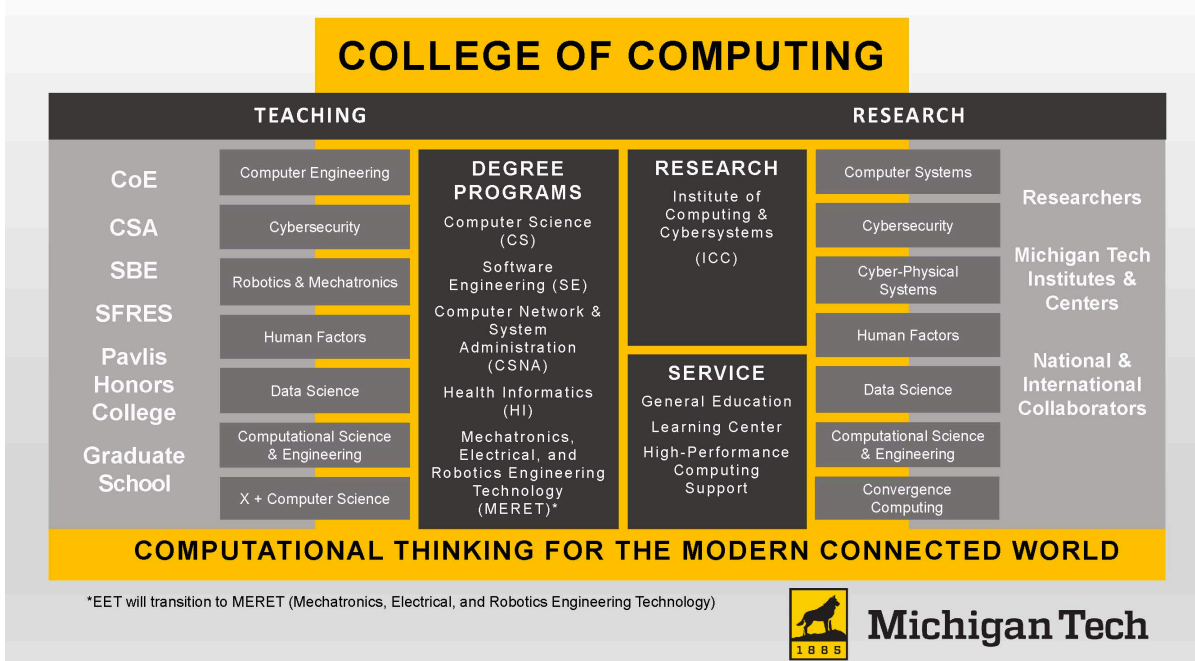 COLLEGE OF COMPUTING
TEACHING
RESEARCH
CoE
CSA
SBE
SFRES
Pavlis
Honors
College
Graduate
School
Computer Engineering
Cybersecurity
Robotics & Mechatronics
Human Factors
Data Science
Computational Science
& Engineering
X + Computer Science
DEGREE
PROGRAMS
Computer Science
(CS)
Software
Engineering (SE)
Computer Network &
System
Administration
(CSNA)
Health Informatics
(HI)
Mechatronics,
Electrical, and
Robotics Engineering
Technology
(MERET)*
RESEARCH
Institute of
Computing &
Cybersystems
(ICC)
SERVICE
General Education
Learning Center
High-Performance
Computing
Support
Computer Systems
Cybersecurity
Cyber-Physical
Systems
Human Factors
Data Science
Computational Science
& Engineering
Convergence
Computing
Researchers
Michigan Tech
Institutes &
Centers
National &
International
Collaborators
COMPUTATIONAL THINKING FOR THE MODERN CONNECTED WORLD
*EET will transition to MERET (Mechatronics, Electrical, and Robotics Engineering Technology)
1885
Michigan Tech